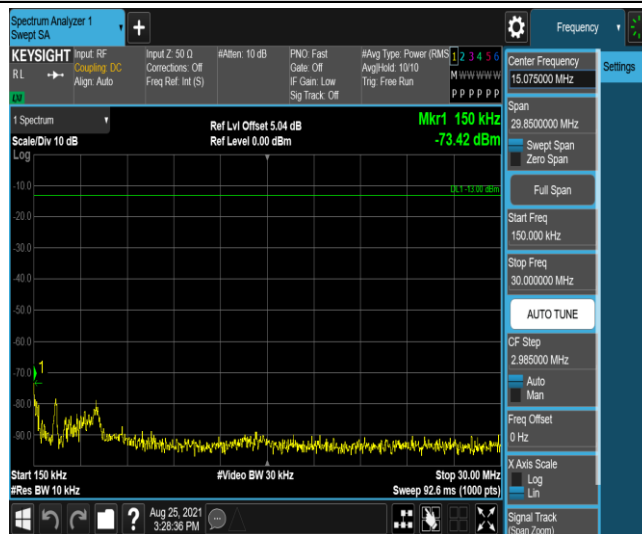 Spectrum Analyzer 1
Swept SA
Frequency
KEYSIGHT
RL
LM
Input: RF
Coupling: DC
Align: Auto
Input Z: 50 Ω
Corrections: Off
Freq Ref: Int (S)
#Atten: 10 dB
PNO: Fast
Gate: Off
IF Gain: Low
Sig Track: Off
#Avg Type: Power (RMS
Avg|Hold: 10/10
Trig: Free Run
1 2 3 4 5 6
M W W W W W
P P P P P P
1 Spectrum
Scale/Div 10 dB
Log
Ref Lvl Offset 5.04 dB
Ref Level 0.00 dBm
Mkr1 150 kHz
-73.42 dBm
DL1 -13.00 dBm
-10.0
-20.0
-30.0
-40.0
-50.0
-60.0
-70.0
-80.0
-90.0
1
Start 150 kHz
#Res BW 10 kHz
#Video BW 30 kHz
Stop 30.00 MHz
Sweep 92.6 ms (1000 pts)
?
Aug 25, 2021
3:28:36 PM
Center Frequency
15.075000 MHz
Span
29.8500000 MHz
Swept Span
Zero Span
Full Span
Start Freq
150.000 kHz
Stop Freq
30.000000 MHz
AUTO TUNE
CF Step
2.985000 MHz
Auto
Man
Freq Offset
0 Hz
X Axis Scale
Log
Lin
Signal Track
(Span Zoom)
Settings